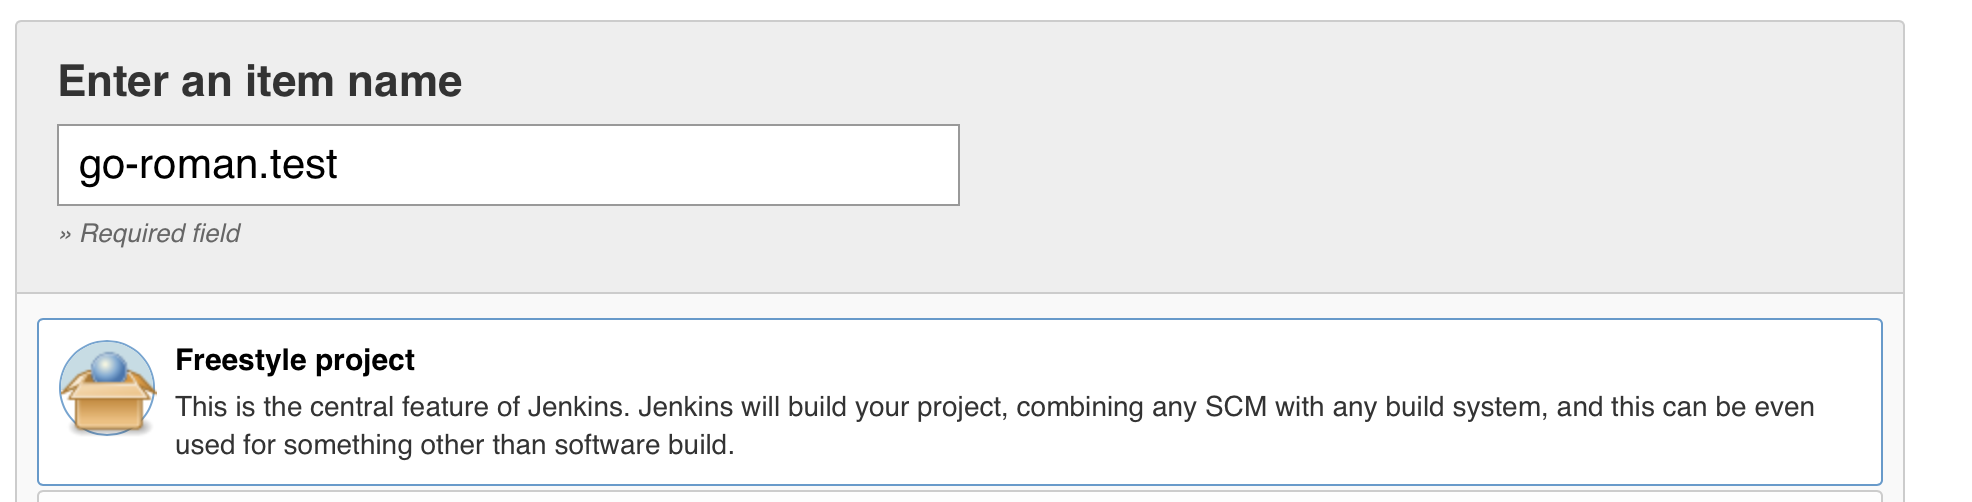 Enter an item name
go-roman.test
» Required field
Freestyle project
This is the central feature of Jenkins. Jenkins will build your project, combining any SCM with any build system, and this can be even
used for something other than software build.